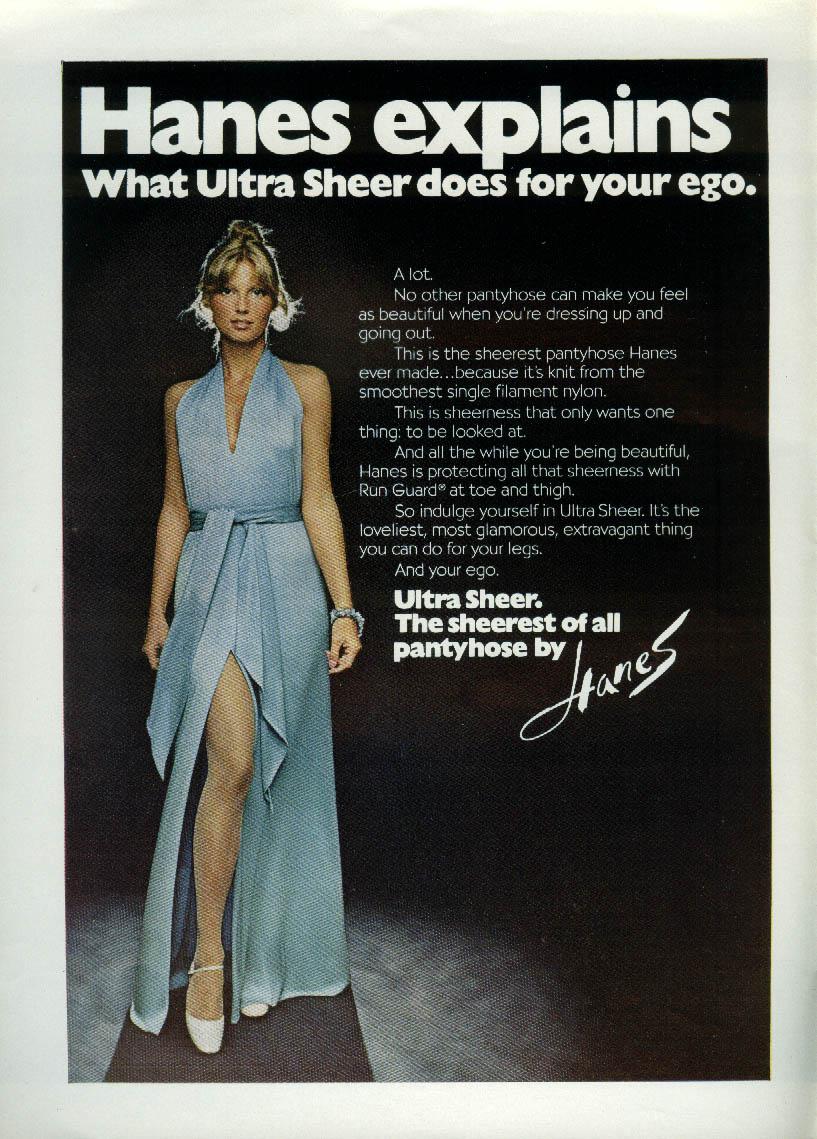 Hanes explains
What Ultra Sheer does for your ego.
A lot.
No other pantyhose can make you feel
as beautiful when you're dressing up and
going out.
This is the sheerest pantyhose Hanes
ever made...because it's knit from the
smoothest single filament nylon.
This is sheerness that only wants one
thing: to be looked at.
And all the while you're being beautiful,
Hanes is protecting all that sheerness with
Run Guard® at toe and thigh.
So indulge yourself in Ultra Sheer. It's the
loveliest, most glamorous, extravagant thing
you can do for your legs.
And your ego.
Ultra Sheer.
The sheerest of all
pantyhose by
Hanes